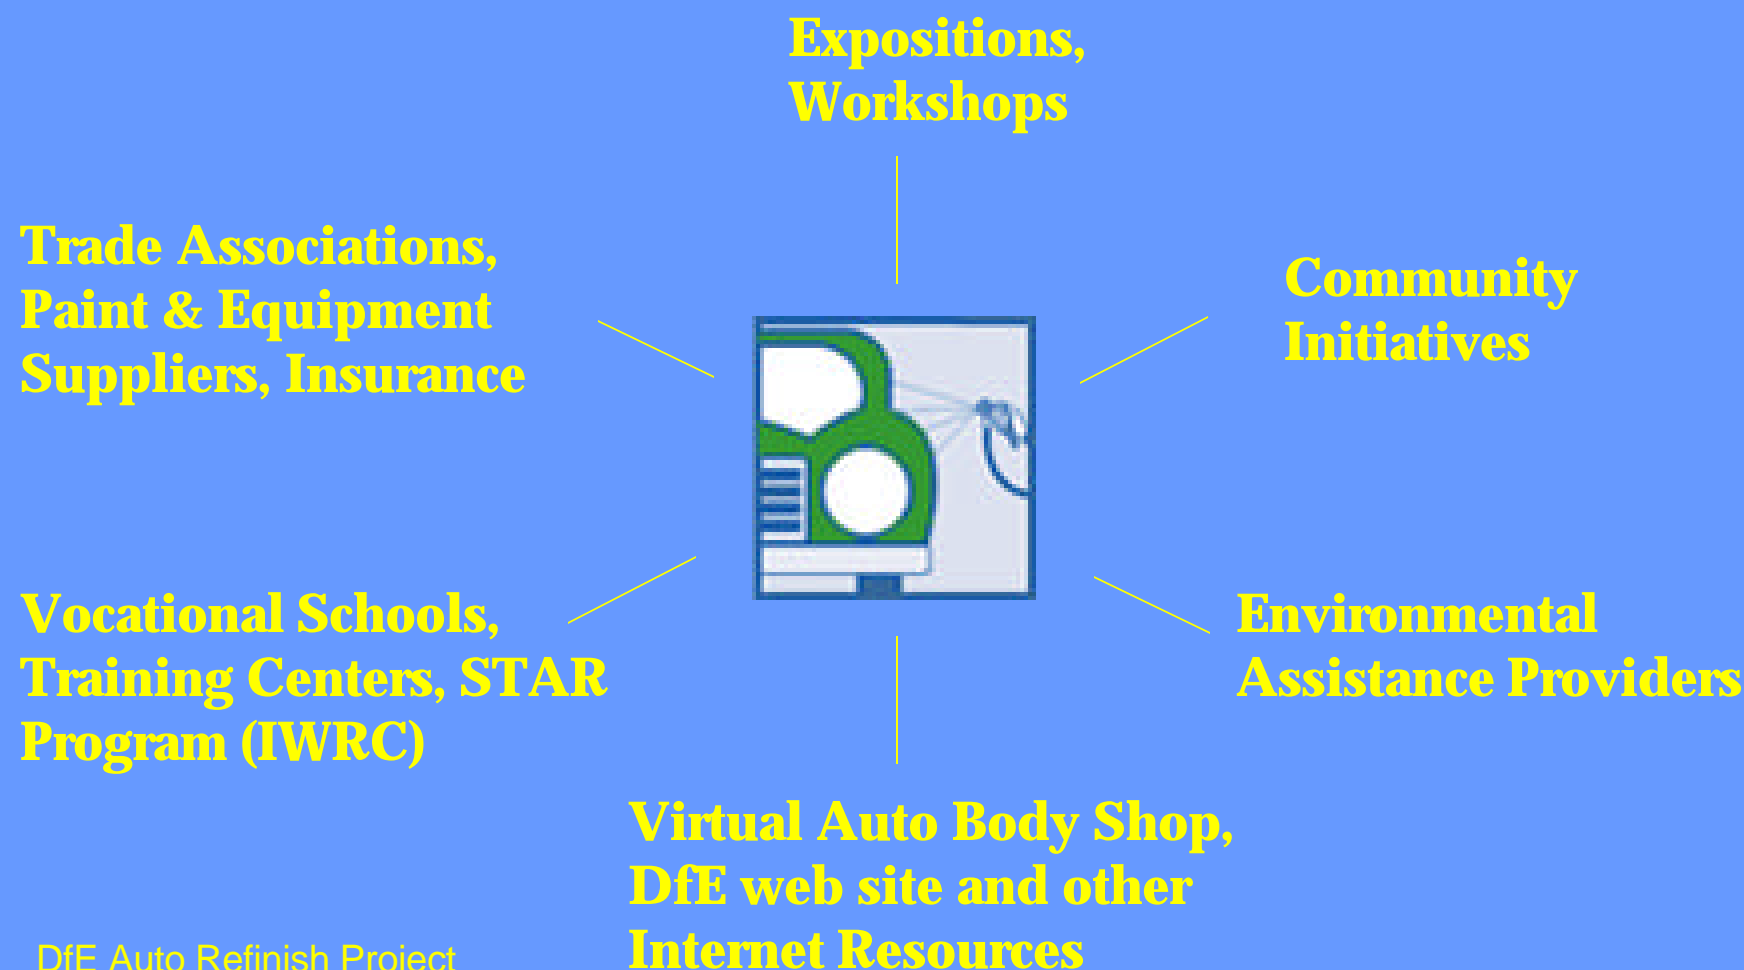 Expositions,
Workshops
Trade Associations,
Paint & Equipment
Suppliers, Insurance
Community
Initiatives
Vocational Schools,
Training Centers, STAR
Program (IWRC)
Environmental
Assistance Providers
Virtual Auto Body Shop,
DfE web site and other
Internet Resources
DfE Auto Refinish Project